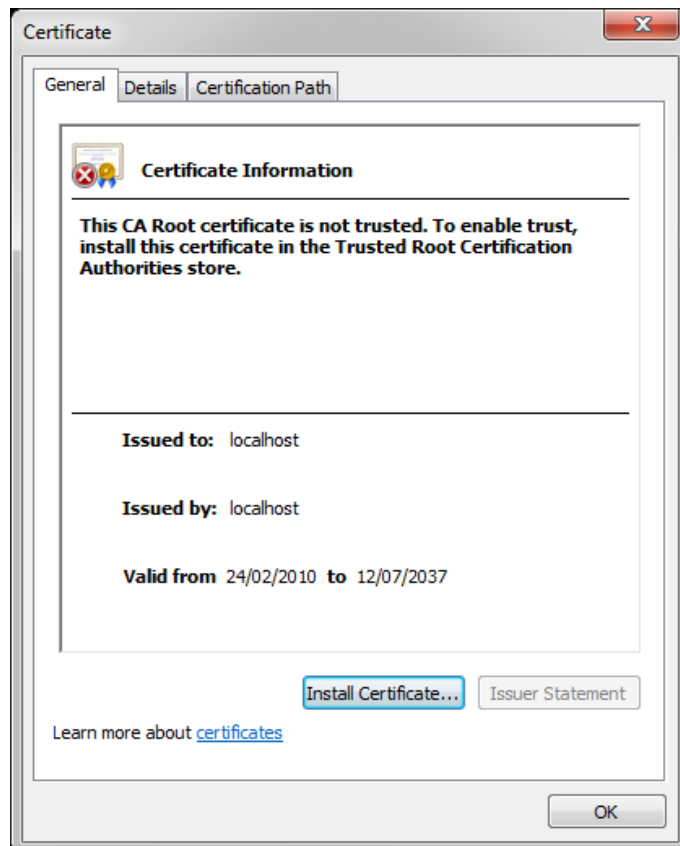 Certificate
General Details Certification Path
Certificate Information
This CA Root certificate is not trusted. To enable trust,
install this certificate in the Trusted Root Certification
Authorities store.
Issued to: localhost
Issued by: localhost
Valid from 24/02/2010 to 12/07/2037
Install Certificate... Issuer Statement
Learn more about certificates
OK